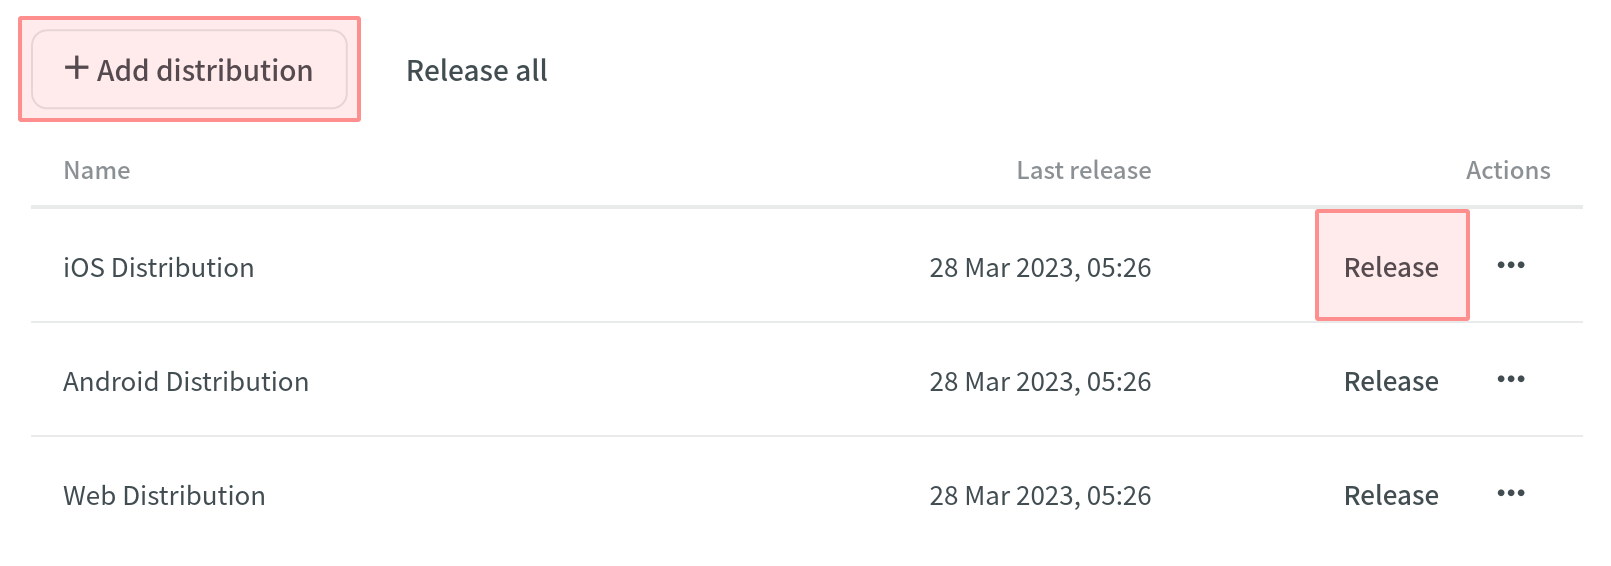 + Add distribution Release all
Name Last release Actions
iOS Distribution 28 Mar 2023, 05:26 Release •••
Android Distribution 28 Mar 2023, 05:26 Release •••
Web Distribution 28 Mar 2023, 05:26 Release •••